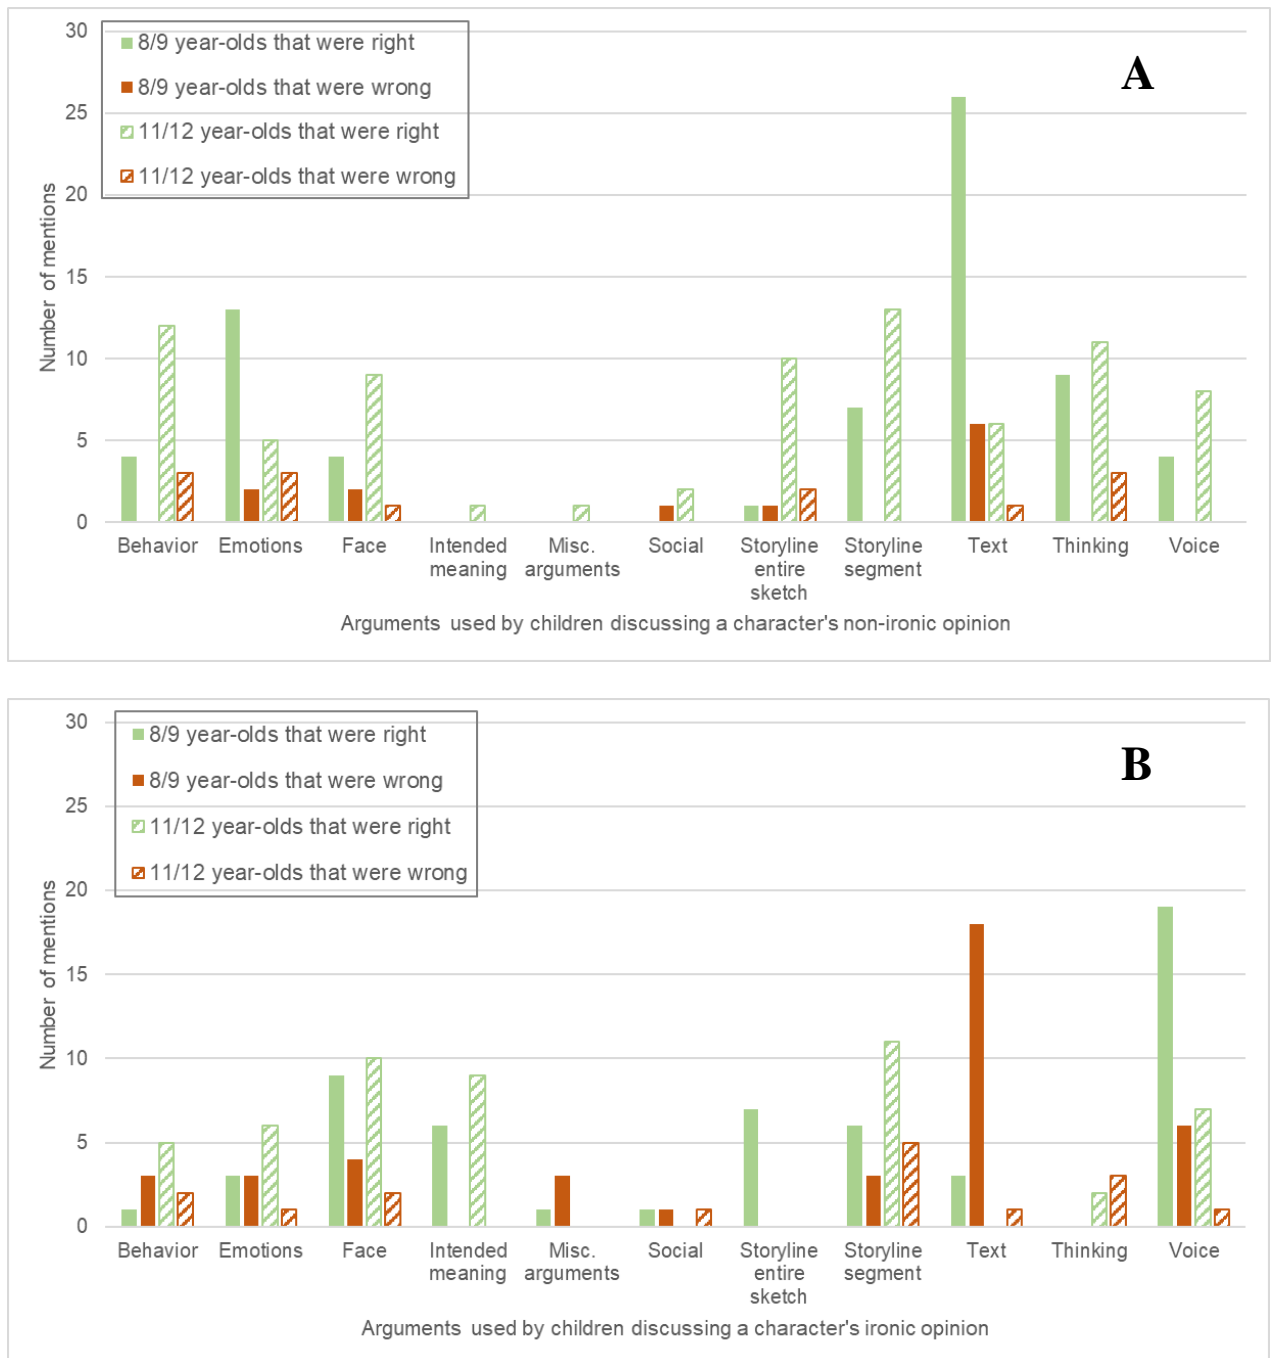 30
25
20
15
10
5
0
Number of mentions
8/9 year-olds that were right
8/9 year-olds that were wrong
11/12 year-olds that were right
11/12 year-olds that were wrong
A
Behavior Emotions Face Intended meaning Misc. arguments Social Storyline entire sketch Storyline segment Text Thinking Voice
Arguments used by children discussing a character's non-ironic opinion
30
25
20
15
10
5
0
Number of mentions
8/9 year-olds that were right
8/9 year-olds that were wrong
11/12 year-olds that were right
11/12 year-olds that were wrong
B
Behavior Emotions Face Intended meaning Misc. arguments Social Storyline entire sketch Storyline segment Text Thinking Voice
Arguments used by children discussing a character's ironic opinion